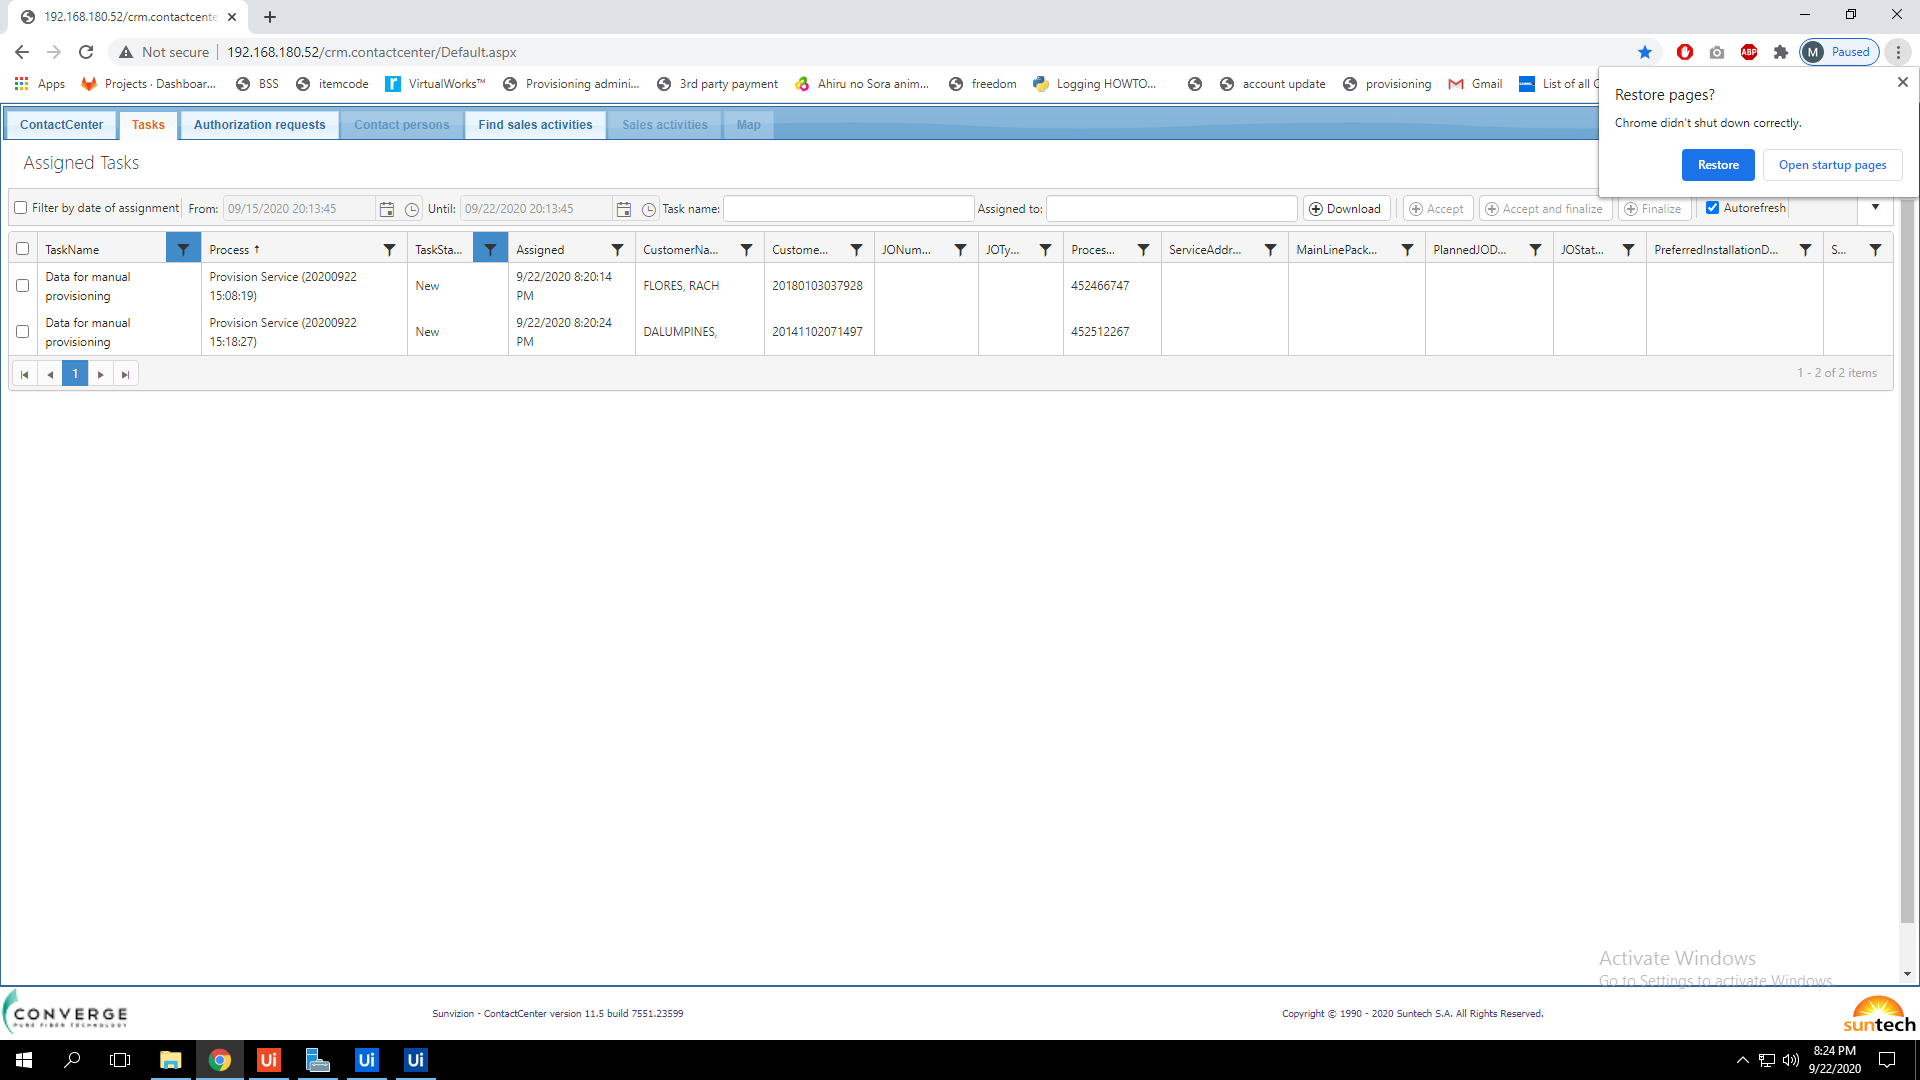 192.168.180.52/crm.contactcente
Not secure
192.168.180.52/crm.contactcenter/Default.aspx
ABP
M Paused
Apps
Projects · Dashboar...
BSS
itemcode
VirtualWorks™
Provisioning admini...
3rd party payment
Ahiru no Sora anim...
freedom
Logging HOWTO...
account update
provisioning
Gmail
List of all C
Restore pages?
Chrome didn't shut down correctly.
Restore
Open startup pages
ContactCenter
Tasks
Authorization requests
Contact persons
Find sales activities
Sales activities
Map
Assigned Tasks
Filter by date of assignment From: 09/15/2020 20:13:45 Until: 09/22/2020 20:13:45 Task name: Assigned to: Download Accept Accept and finalize Finalize Autorefresh
TaskName Process ↑ TaskSta... Assigned CustomerNa... Custome... JONum... JOTy... Proces... ServiceAddr... MainLinePack... PlannedJOD... JOStat... PreferredInstallationD... S...
Data for manual provisioning Provision Service (20200922 15:08:19) New 9/22/2020 8:20:14 PM FLORES, RACH 20180103037928 452466747
Data for manual provisioning Provision Service (20200922 15:18:27) New 9/22/2020 8:20:24 PM DALUMPINES, 20141102071497 452512267
1
1 - 2 of 2 items
Activate Windows
Go to Settings to activate Windows.
CONVERGE
PURE FIBER TECHNOLOGY
Sunvizion - ContactCenter version 11.5 build 7551.23599
Copyright © 1990 - 2020 Suntech S.A. All Rights Reserved.
suntech
Ui
Ui
Ui
8:24 PM
9/22/2020